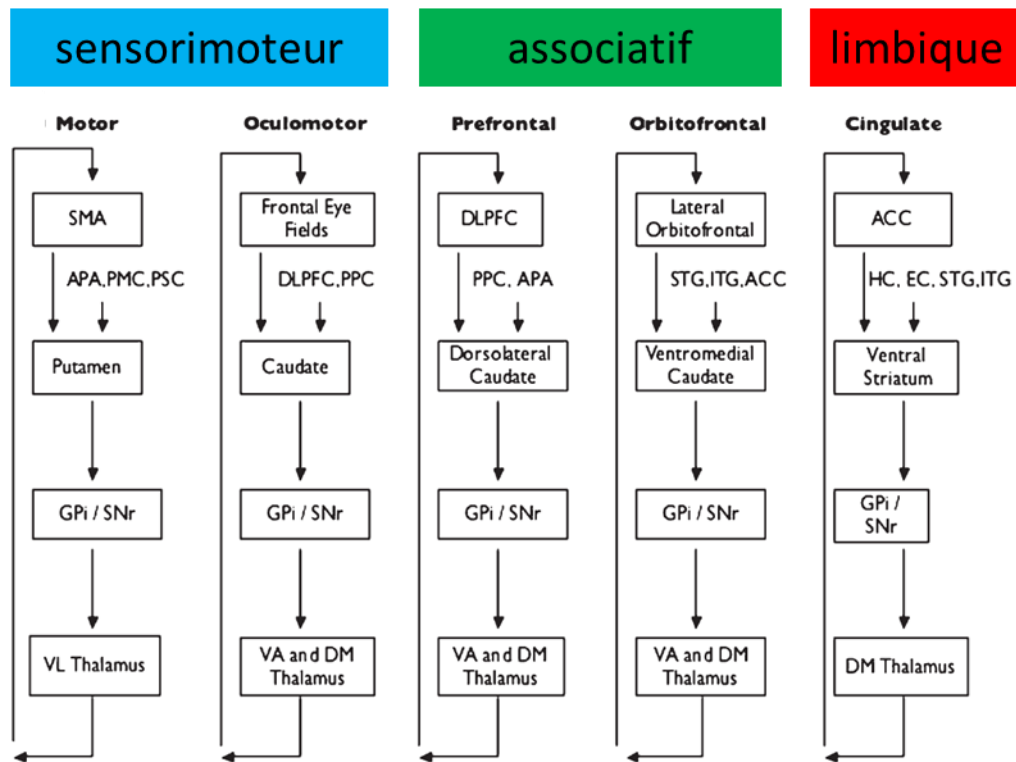 sensorimoteur
associatif
limbique
Motor
Oculomotor
Prefrontal
Orbitofrontal
Cingulate
SMA
Frontal Eye
Fields
DLPFC
Lateral
Orbitofrontal
ACC
APA,PMC,PSC
DLPFC,PPC
PPC, APA
STG,ITG,ACC
HC, EC, STG,ITG
Putamen
Caudate
Dorsolateral
Caudate
Ventromedial
Caudate
Ventral
Striatum
GPi / SNr
GPi / SNr
GPi / SNr
GPi / SNr
GPi /
SNr
VL Thalamus
VA and DM
Thalamus
VA and DM
Thalamus
VA and DM
Thalamus
DM Thalamus